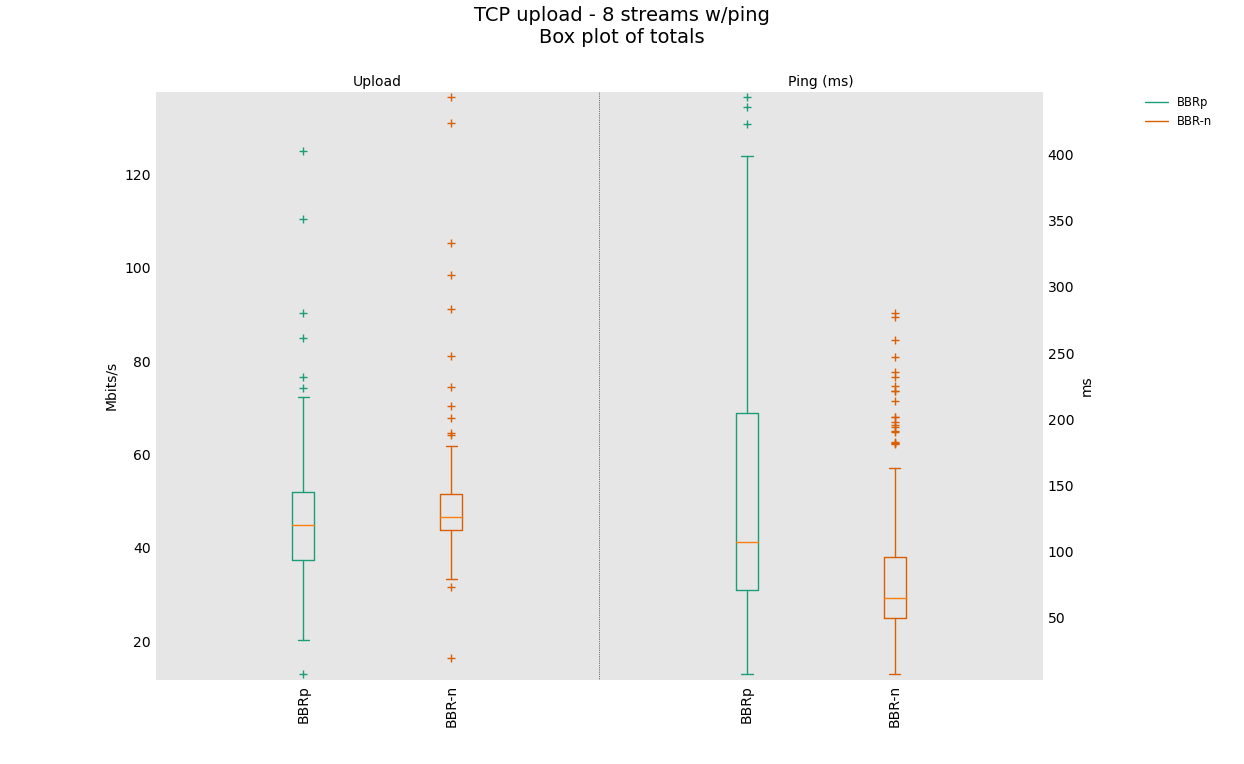 TCP upload - 8 streams w/ping
Box plot of totals
Upload
Ping (ms)
BBRp
BBR-n
120
100
80
60
40
20
Mbits/s
400
350
300
250
200
150
100
50
ms
BBRp
BBR-n
BBRp
BBR-n